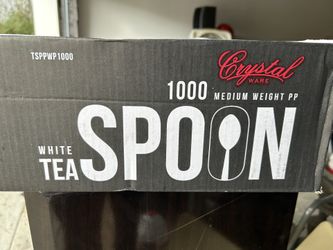 TSPPWP1000
Crystal
WARE
1000 MEDIUM WEIGHT PP
WHITE
TEA SPOON